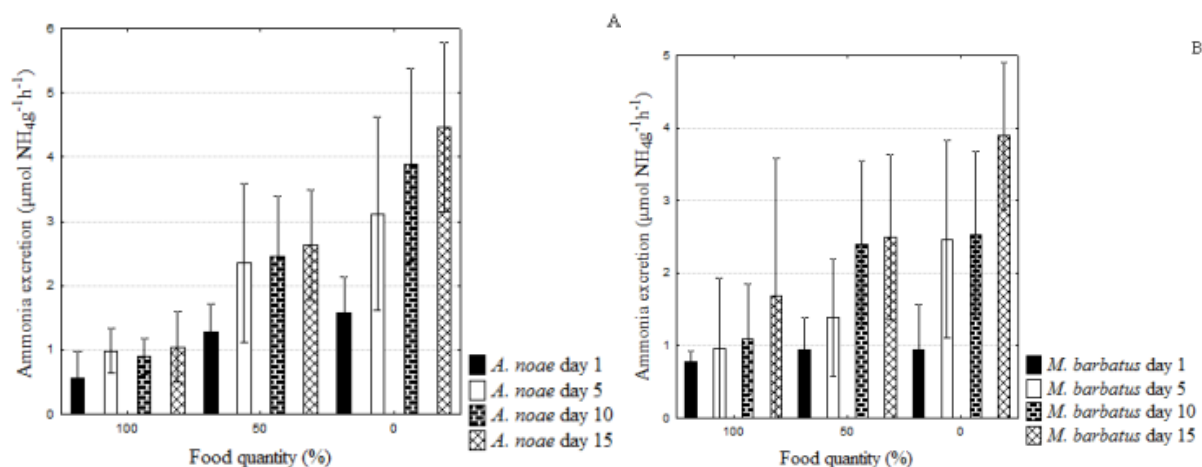 A
Ammonia excretion (μmol NH₄g⁻¹h⁻¹)
6
5
4
3
2
1
0
100
50
0
Food quantity (%)
A. noae day 1
A. noae day 5
A. noae day 10
A. noae day 15
B
Ammonia excretion (μmol NH₄g⁻¹h⁻¹)
5
4
3
2
1
0
100
50
0
Food quantity (%)
M. barbatus day 1
M. barbatus day 5
M. barbatus day 10
M. barbatus day 15